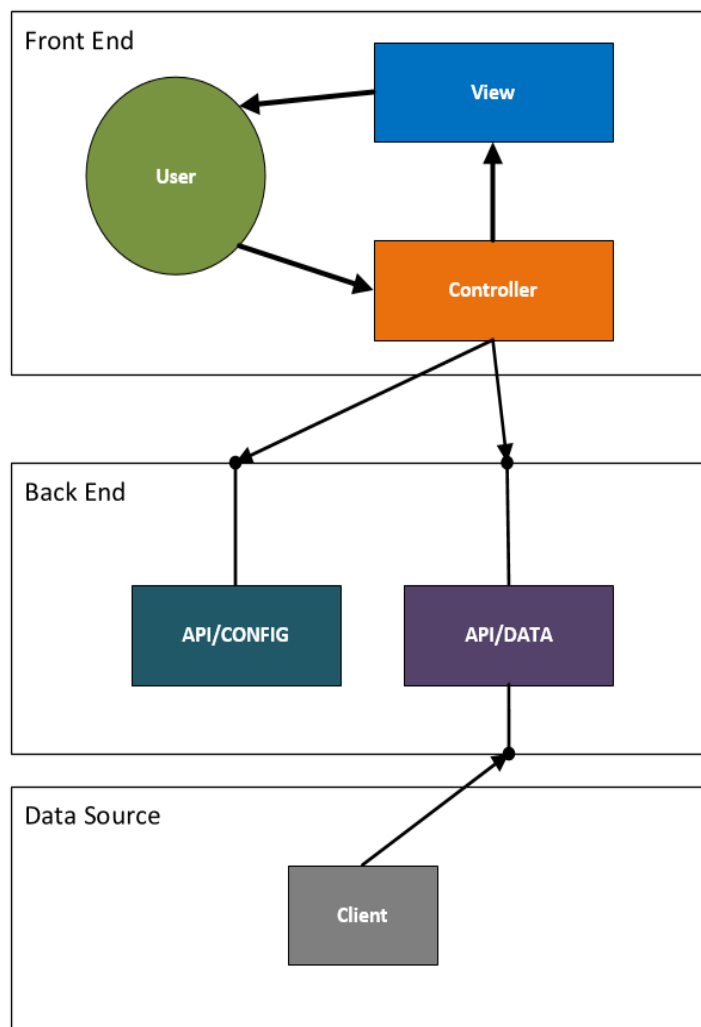 Front End
View
User
Controller
Back End
API/CONFIG
API/DATA
Data Source
Client